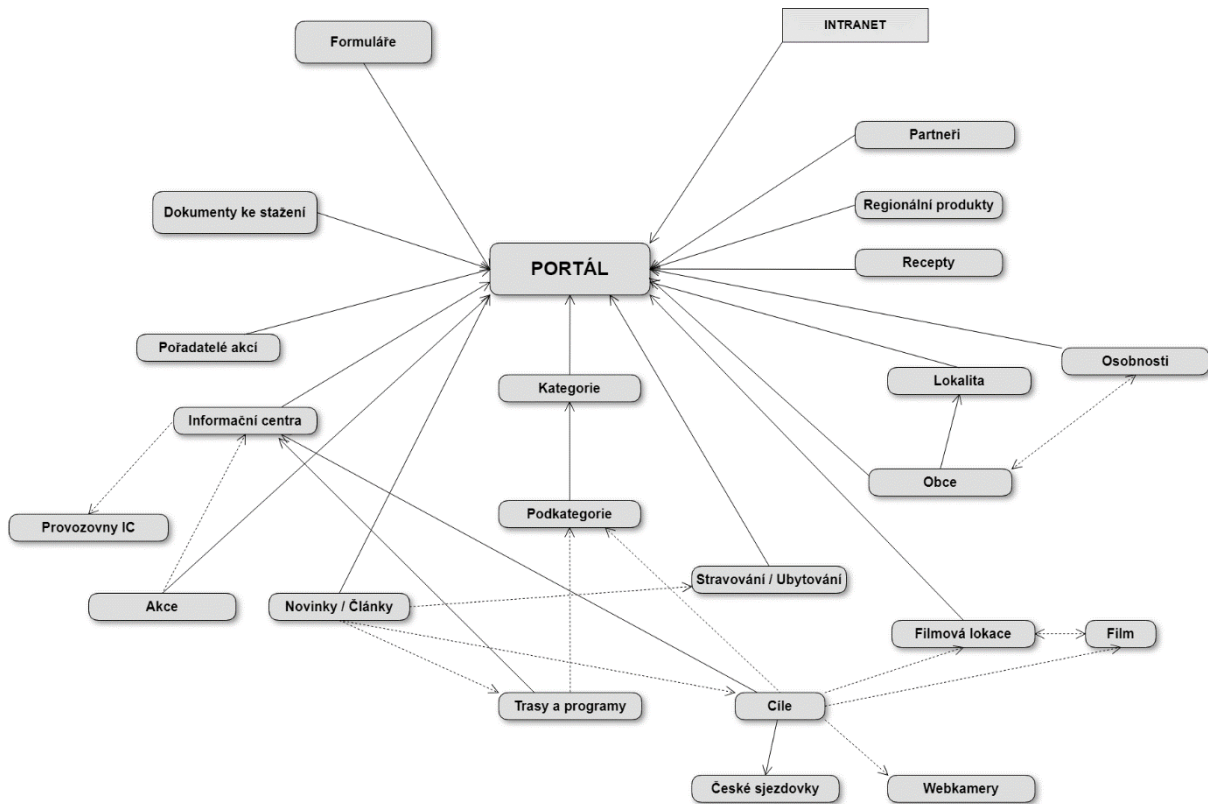 INTRANET
Formuláře
Partneři
Dokumenty ke stažení
Regionální produkty
PORTÁL
Recepty
Pořadatelé akcí
Osobnosti
Kategorie
Lokalita
Informační centra
Obce
Podkategorie
Provozovny IC
Stravování / Ubytování
Akce
Novinky / Články
Filmová lokace
Film
Trasy a programy
Cíle
České sjezdovky
Webkamery